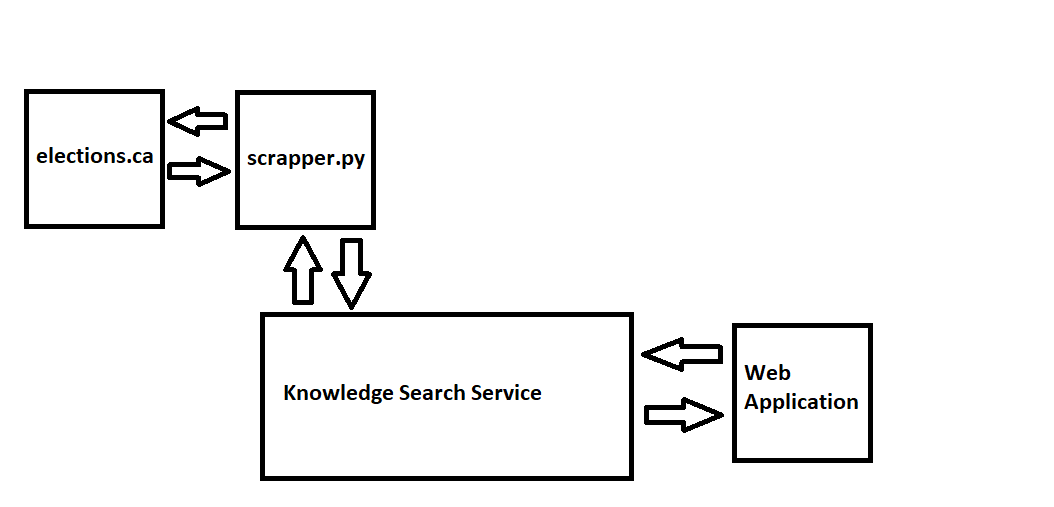 elections.ca
scrapper.py
Knowledge Search Service
Web
Application